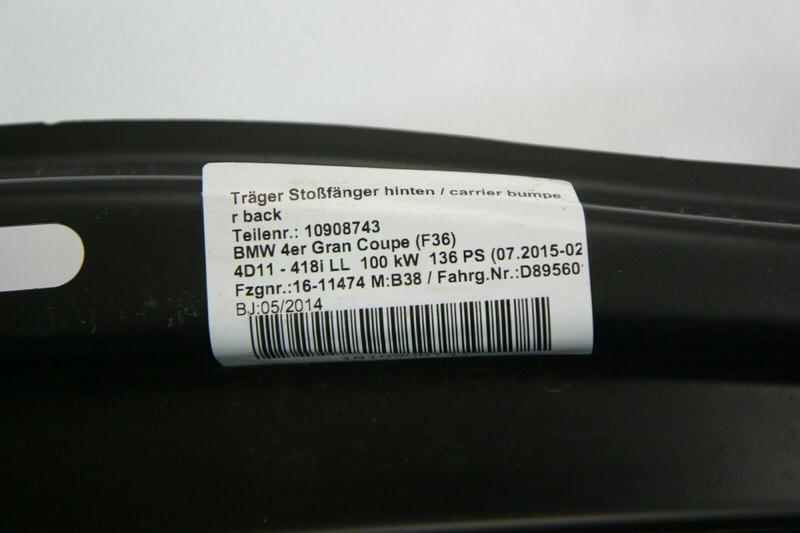 Träger Stoßfänger hinten / carrier bumpe
r back
Teilenr.: 10908743
BMW 4er Gran Coupe (F36)
4D11 - 418i LL 100 kW 136 PS (07.2015-02
Fzgnr.:16-11474 M:B38 / Fahrg.Nr.:D89560
BJ:05/2014